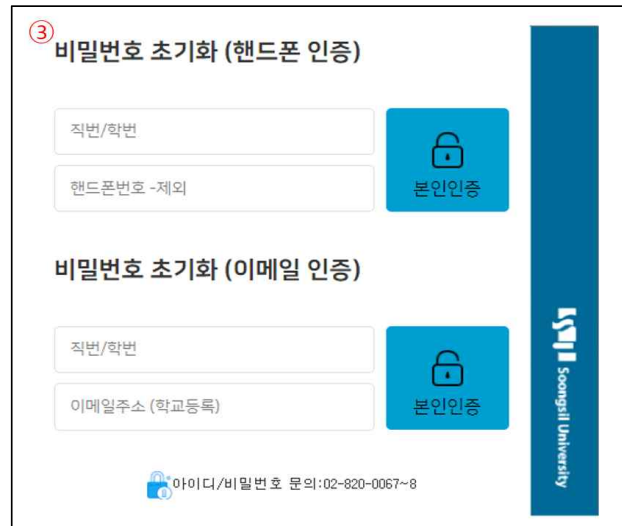 ③
비밀번호 초기화 (핸드폰 인증)
직번/학번
핸드폰번호 -제외
본인인증
비밀번호 초기화 (이메일 인증)
직번/학번
이메일주소 (학교등록)
본인인증
아이디/비밀번호 문의:02-820-0067~8
Soongsil University